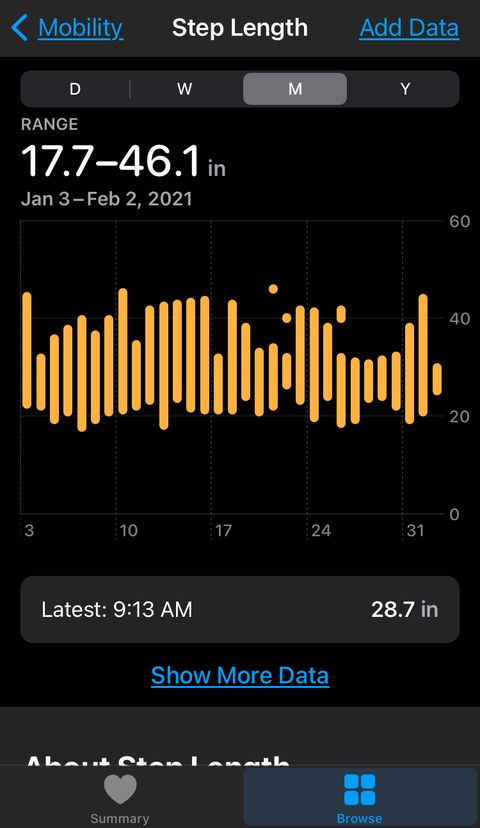 Mobility Step Length Add Data
D W M Y
RANGE
17.7–46.1 in
Jan 3–Feb 2, 2021
60
40
20
0
3 10 17 24 31
Latest: 9:13 AM 28.7 in
Show More Data
About Step Length
Summary Browse